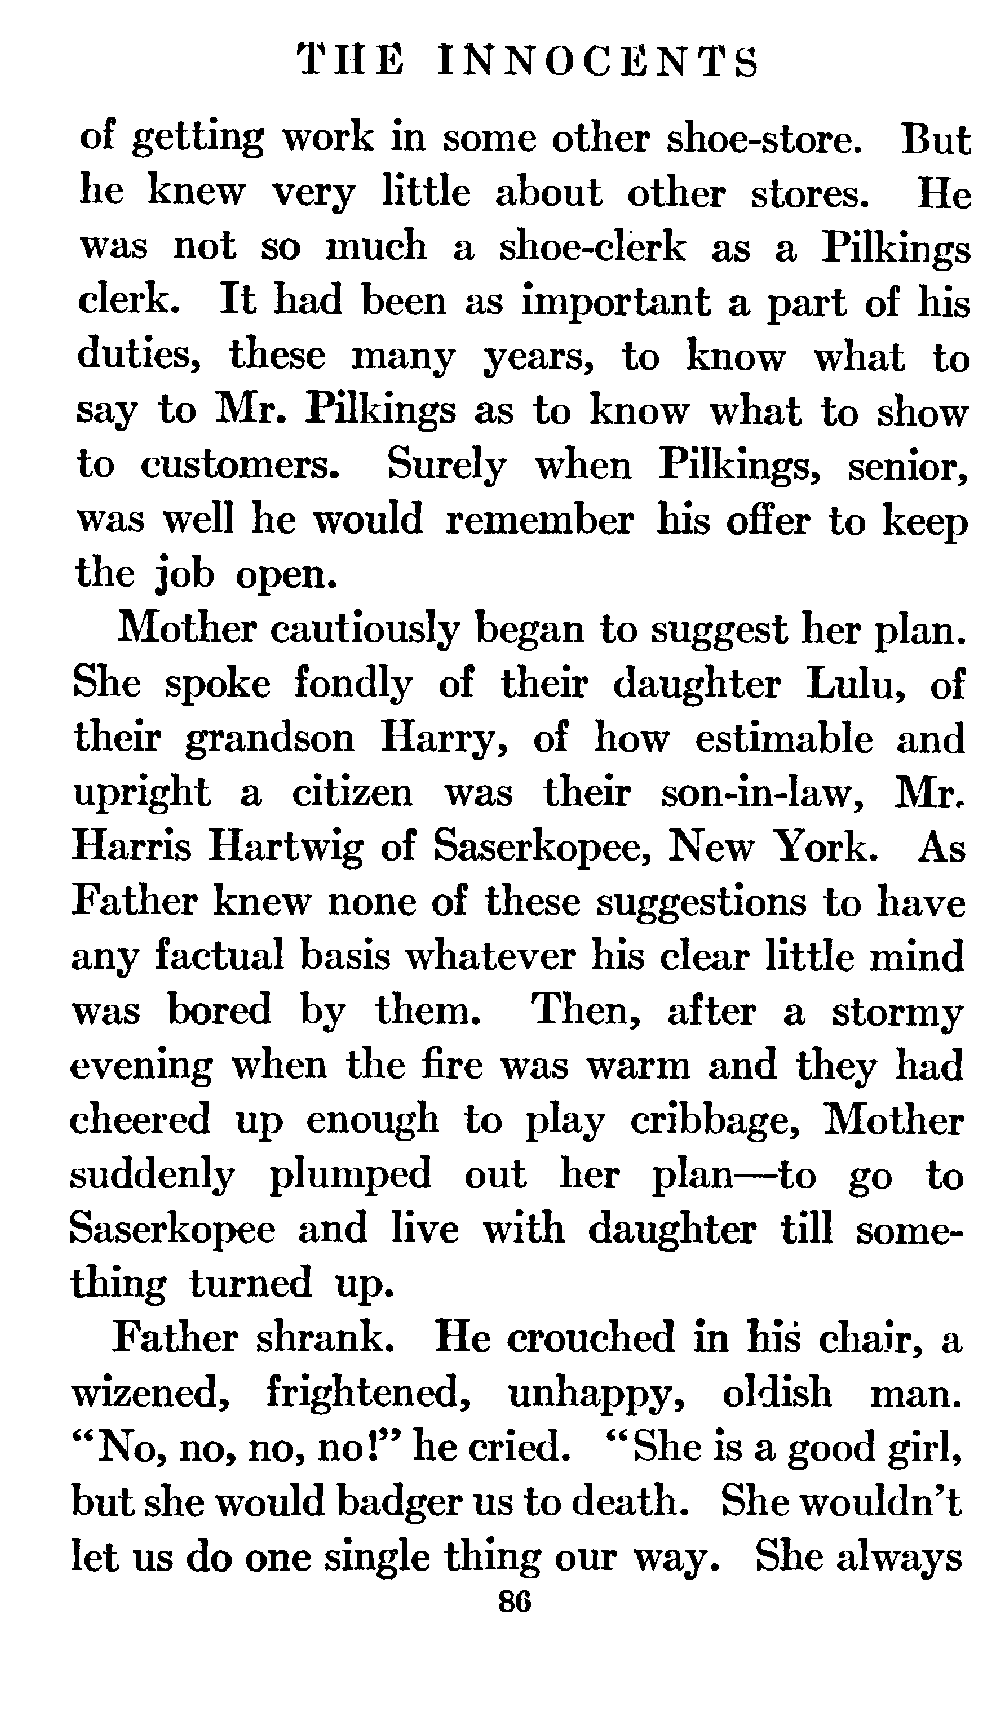 THE INNOCENTS
of getting work in some other shoe-store. But
he knew very little about other stores. He
was not so much a shoe-clerk as a Pilkings
clerk. It had been as important a part of his
duties, these many years, to know what to
say to Mr. Pilkings as to know what to show
to customers. Surely when Pilkings, senior,
was well he would remember his offer to keep
the job open.
Mother cautiously began to suggest her plan.
She spoke fondly of their daughter Lulu, of
their grandson Harry, of how estimable and
upright a citizen was their son-in-law, Mr.
Harris Hartwig of Saserkopee, New York. As
Father knew none of these suggestions to have
any factual basis whatever his clear little mind
was bored by them. Then, after a stormy
evening when the fire was warm and they had
cheered up enough to play cribbage, Mother
suddenly plumped out her plan—to go to
Saserkopee and live with daughter till some-
thing turned up.
Father shrank. He crouched in his chair, a
wizened, frightened, unhappy, oldish man.
“No, no, no, no!” he cried. “She is a good girl,
but she would badger us to death. She wouldn’t
let us do one single thing our way. She always
86